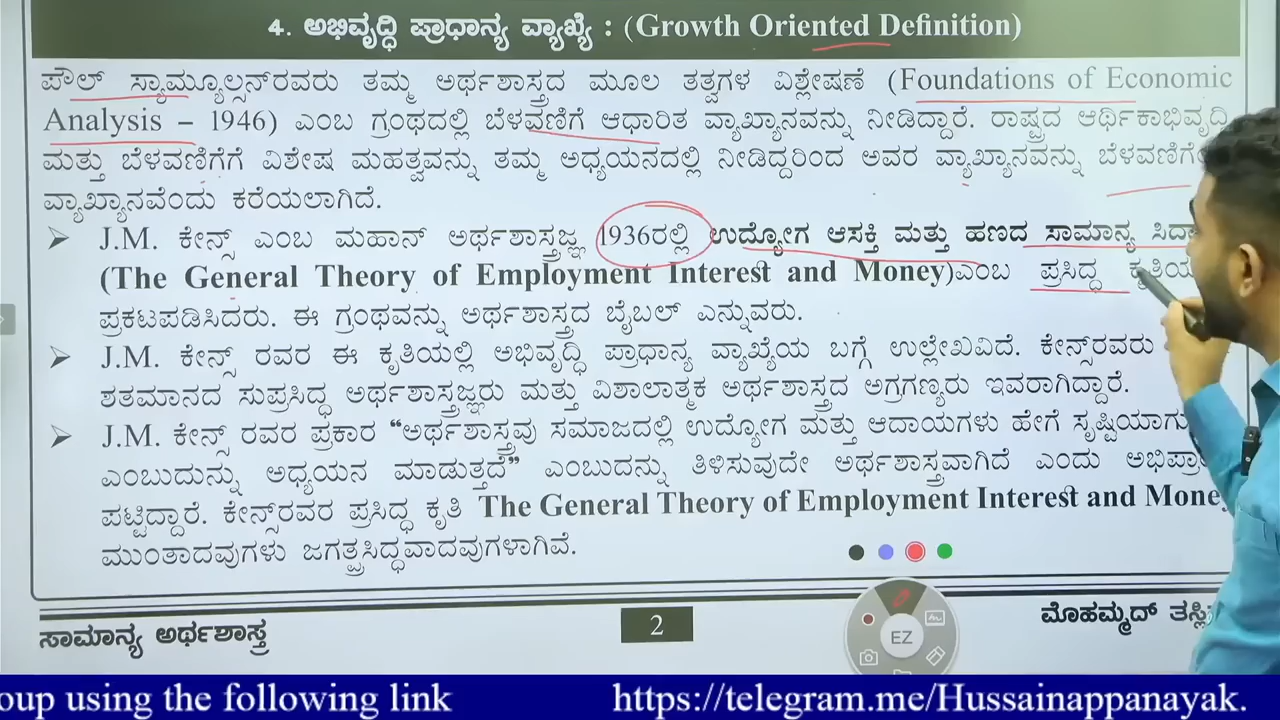 4. ಅಭಿವೃದ್ಧಿ ಪ್ರಾಧಾನ್ಯ ವ್ಯಾಖ್ಯೆ : (Growth Oriented Definition)
ಪೌಲ್ ಸ್ಯಾಮ್ಯೂಲ್ಸನ್‌ರವರು ತಮ್ಮ ಅರ್ಥಶಾಸ್ತ್ರದ ಮೂಲ ತತ್ವಗಳ ವಿಶ್ಲೇಷಣೆ (Foundations of Economic
Analysis – 1946) ಎಂಬ ಗ್ರಂಥದಲ್ಲಿ ಬೆಳವಣಿಗೆ ಆಧಾರಿತ ವ್ಯಾಖ್ಯಾನವನ್ನು ನೀಡಿದ್ದಾರೆ. ರಾಷ್ಟ್ರದ
ಮತ್ತು ಬೆಳವಣಿಗೆಗೆ ವಿಶೇಷ ಮಹತ್ವವನ್ನು ತಮ್ಮ ಅಧ್ಯಯನದಲ್ಲಿ ನೀಡಿದ್ದರಿಂದ ಅವರ ವ್ಯಾಖ್ಯಾನವನ್ನು
ವ್ಯಾಖ್ಯಾನವೆಂದು ಕರೆಯಲಾಗಿದೆ.
➢ J.M. ಕೇನ್ಸ್ ಎಂಬ ಮಹಾನ್ ಅರ್ಥಶಾಸ್ತ್ರಜ್ಞ 1936ರಲ್ಲಿ ಉದ್ಯೋಗ ಆಸಕ್ತಿ ಮತ್ತು ಹಣದ ಸಾಮಾನ್ಯ
(The General Theory of Employment Interest and Money)ಎಂಬ ಪ್ರಸಿದ್ಧ
ಪ್ರಕಟಪಡಿಸಿದರು. ಈ ಗ್ರಂಥವನ್ನು ಅರ್ಥಶಾಸ್ತ್ರದ ಬೈಬಲ್ ಎನ್ನುವರು.
➢ J.M. ಕೇನ್ಸ್ ರವರ ಈ ಕೃತಿಯಲ್ಲಿ ಅಭಿವೃದ್ಧಿ ಪ್ರಾಧಾನ್ಯ ವ್ಯಾಖ್ಯೆಯ ಬಗ್ಗೆ ಉಲ್ಲೇಖವಿದೆ. ಕೇನ್ಸ್‌ರವರು
ಶತಮಾನದ ಸುಪ್ರಸಿದ್ಧ ಅರ್ಥಶಾಸ್ತ್ರಜ್ಞರು ಮತ್ತು ವಿಶಾಲಾತ್ಮಕ ಅರ್ಥಶಾಸ್ತ್ರದ ಅಗ್ರಗಣ್ಯರು ಇವರಾಗಿದ್ದಾರೆ.
➢ J.M. ಕೇನ್ಸ್ ರವರ ಪ್ರಕಾರ “ಅರ್ಥಶಾಸ್ತ್ರವು ಸಮಾಜದಲ್ಲಿ ಉದ್ಯೋಗ ಮತ್ತು ಆದಾಯಗಳು ಹೇಗೆ
ಎಂಬುದುನ್ನು ಅಧ್ಯಯನ ಮಾಡುತ್ತದೆ” ಎಂಬುದನ್ನು ತಿಳಿಸುವುದೇ ಅರ್ಥಶಾಸ್ತ್ರವಾಗಿದೆ ಎಂದು
ಪಟ್ಟಿದ್ದಾರೆ. ಕೇನ್ಸ್‌ರವರ ಪ್ರಸಿದ್ಧ ಕೃತಿ The General Theory of Employment Interest and
ಮುಂತಾದವುಗಳು ಜಗತ್ಪ್ರಸಿದ್ಧವಾದವುಗಳಾಗಿವೆ.
EZ
ಸಾಮಾನ್ಯ ಅರ್ಥಶಾಸ್ತ್ರ
2
ಮೊಹಮ್ಮದ್
oup using the following link https://telegram.me/Hussainappanayak.